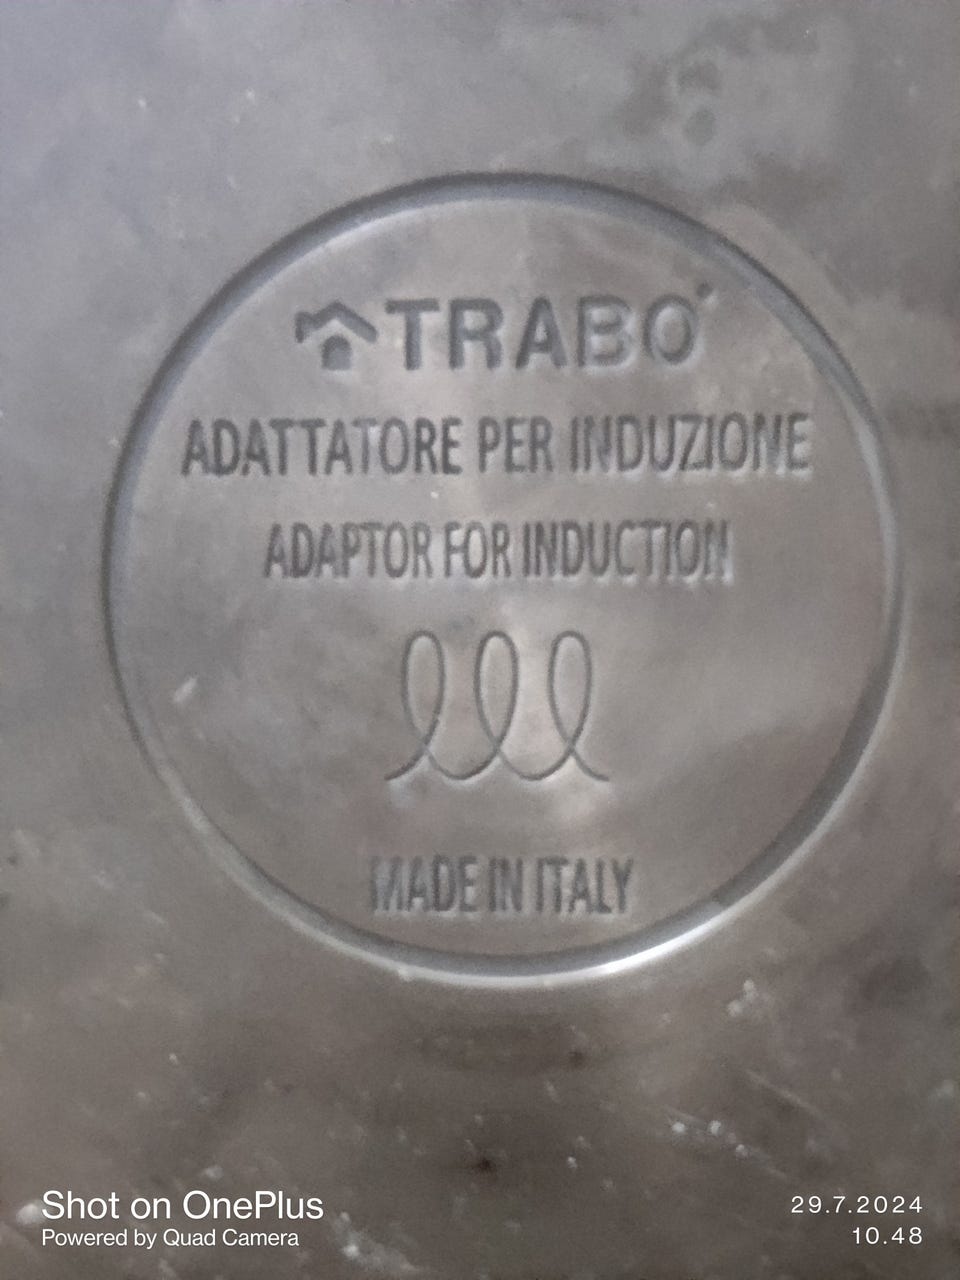 TRABO
ADATTATORE PER INDUZIONE
ADAPTOR FOR INDUCTION
MADE IN ITALY
Shot on OnePlus
Powered by Quad Camera
29.7.2024
10.48